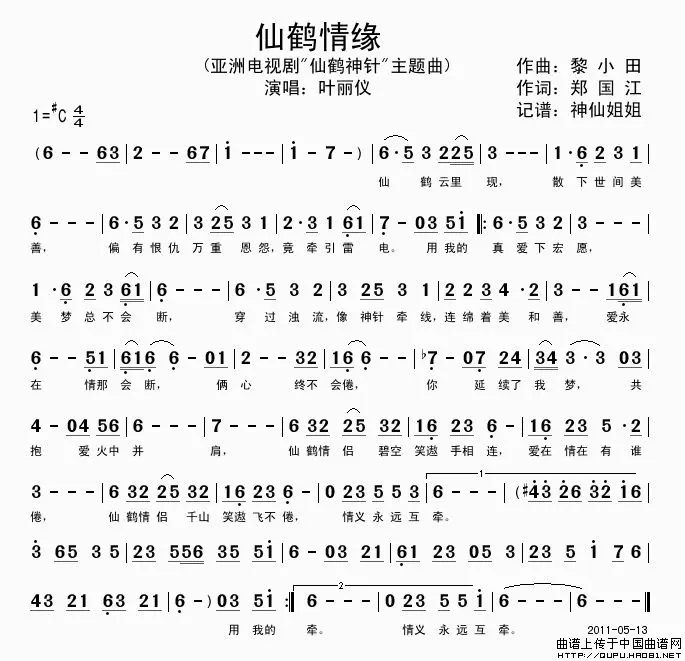 仙鹤情缘
(亚洲电视剧"仙鹤神针"主题曲)
作曲: 黎 小 田
演唱: 叶丽仪
作词: 郑 国 江
1=#C 4/4
记谱: 神仙姐姐
(6 - - 63 | 2 - - 67 | i - - - | i - 7 - ) | 6·5 3 225 | 3 - - - | 1·6 2 3 1 |
仙 鹤 云里 现, 散 下 世 间 美
6 - - - | 6·5 3 2 | 3 25 3 1 | 2·3 1 61 | 7 - 03 51 |: 6·5 3 2 | 3 - - - |
善, 偏 有 恨 仇 万 重 恩 怨, 竟 牵 引 雷 电。 用 我的 真 爱 下 宏 愿,
1·6 2 3 61 | 6 - - - | 6·5 3 2 | 3 25 3 1 | 2·3 4·2 | 3 - - 161 |
美 梦 总 不 会 断, 穿 过 浊 流, 像 神针 牵 线, 连 绵 着 美 和 善, 爱永
6 - - 51 | 616 6 - 01 | 2 - - 32 | 16 6 - - | b7 - 07 24 | 34 3·3 03 |
在 情那 会 断, 俩 心 终不 会倦, 你 延 续了 我 梦, 共
4 - 04 56 | 6 - - - | 7 - - - | 6 32 25 32 | 16 23 6 - | 6 23 5·2 |
抱 爱 火中 并 肩, 仙 鹤情 侣 碧空 笑遨 手相 连, 爱在 情在 有 谁
3 - - - | 6 32 25 32 | 16 23 6 - | 0 23 5 5 3 | 6 - - - | (#43 26 32 16
1
倦, 仙 鹤情 侣 千山 笑遨 飞不 倦, 情义 永 远 互 牵。
3 65 35 5 | 23 556 35 51 | 6 - 03 21 | 61 23 05 3 | 23 5 i 76 |
43 21 63 21 | 6 - ) 03 51 :| 6 - - - | 0 23 5 5 1 | 6 - - - | 6 - - - |
2
用 我的 牵。 情义 永 远互 牵。
2011-05-13
曲谱上传于中国曲谱网
HTTP://QUPU.HAO81.NET